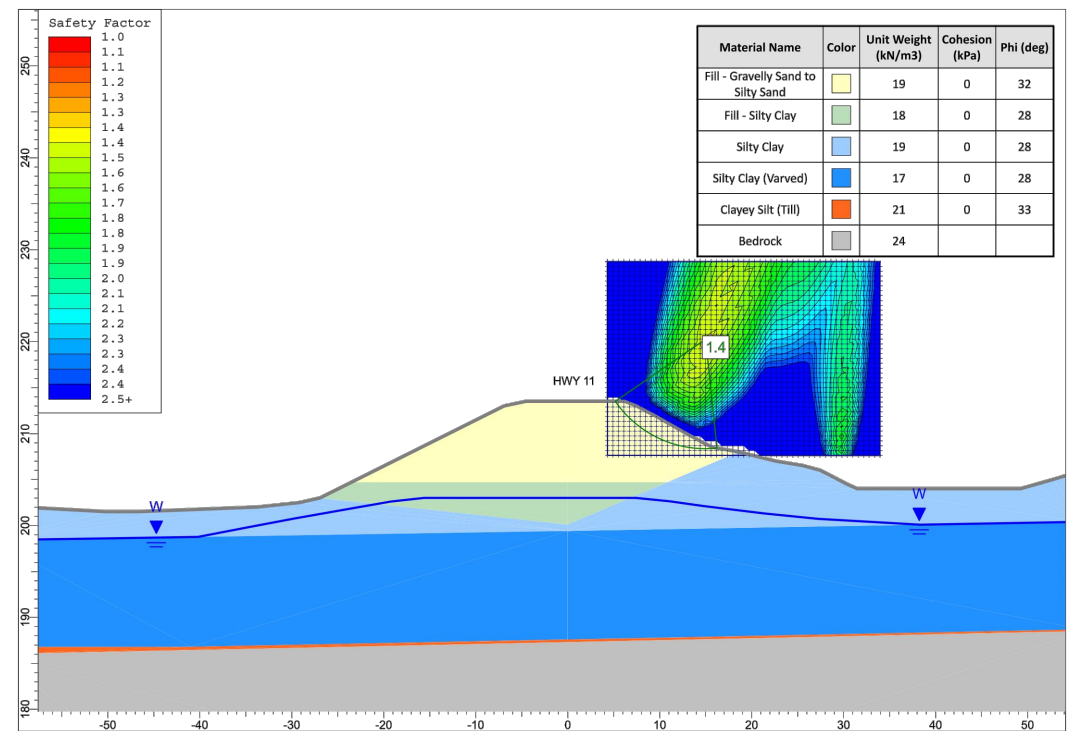 Safety Factor
1.0
1.1
1.1
1.2
1.3
1.3
1.4
1.4
1.5
1.6
1.6
1.7
1.8
1.8
1.9
1.9
2.0
2.1
2.1
2.2
2.3
2.3
2.4
2.4
2.5+
Material Name Color Unit Weight (kN/m3) Cohesion (kPa) Phi (deg)
Fill - Gravelly Sand to Silty Sand 19 0 32
Fill - Silty Clay 18 0 28
Silty Clay 19 0 28
Silty Clay (Varved) 17 0 28
Clayey Silt (Till) 21 0 33
Bedrock 24
250
240
230
220
210
200
190
180
1.4
HWY 11
W
W
-50 -40 -30 -20 -10 0 10 20 30 40 50